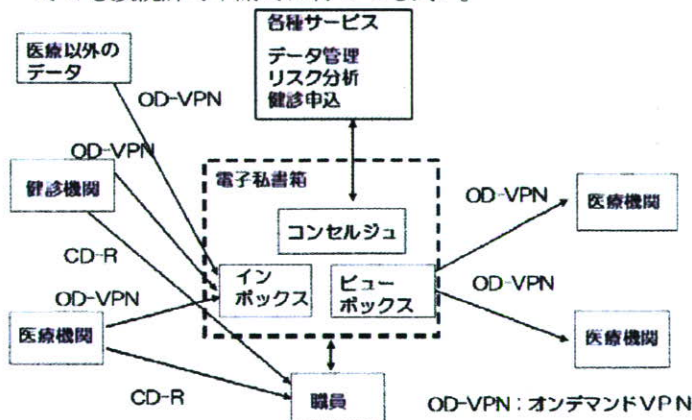 各種サービス
データ管理
リスク分析
健診申込
医療以外の
データ
OD-VPN
OD-VPN
健診機関
電子私書箱
コンセルジュ
イン
ボックス
ビュー
ボックス
OD-VPN
医療機関
CD-R
OD-VPN
OD-VPN
医療機関
医療機関
CD-R
職員
OD-VPN:オンデマンドVPN